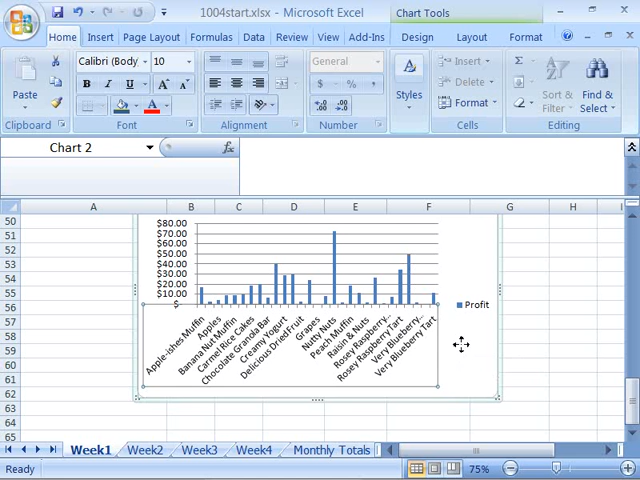 1004start.xlsx - Microsoft Excel
Chart Tools
Home Insert Page Layout Formulas Data Review View Add-Ins Design Layout Format
Calibri (Body) 10 General Insert
B I U A A $ % , Styles Delete Sort & Filter Find & Select
Paste A Format
Clipboard Font Alignment Number Cells Editing
Chart 2 fx
A B C D E F G H I
50
51
52
53
54
55
56
57
58
59
60
61
62
63
64
65
$80.00
$70.00
$60.00
$50.00
$40.00
$30.00
$20.00
$10.00
$-
Profit
Apple-ishes Muffin
Apples
Banana Nut Muffin
Carmel Rice Cakes
Chocolate Granola Bar
Creamy Yogurt
Delicious Dried Fruit
Grapes
Nutty Nuts
Peach Muffin
Raisin & Nuts
Rosey Raspberry...
Rosey Raspberry Tart
Very Blueberry...
Very Blueberry Tart
Week1 Week2 Week3 Week4 Monthly Totals
Ready 75%